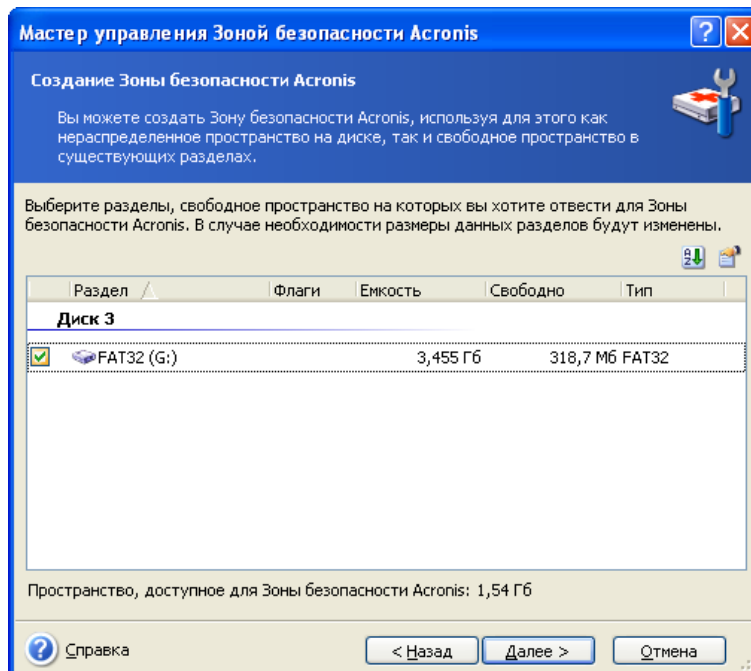 Мастер управления Зоной безопасности Acronis
Создание Зоны безопасности Acronis
Вы можете создать Зону безопасности Acronis, используя для этого как
нераспределенное пространство на диске, так и свободное пространство в
существующих разделах.
Выберите разделы, свободное пространство на которых вы хотите отвести для Зоны
безопасности Acronis. В случае необходимости размеры данных разделов будут изменены.
Раздел Флаги Емкость Свободно Тип
Диск 3
FAT32 (G:) 3,455 Гб 318,7 Мб FAT32
Пространство, доступное для Зоны безопасности Acronis: 1,54 Гб
Справка < Назад Далее > Отмена